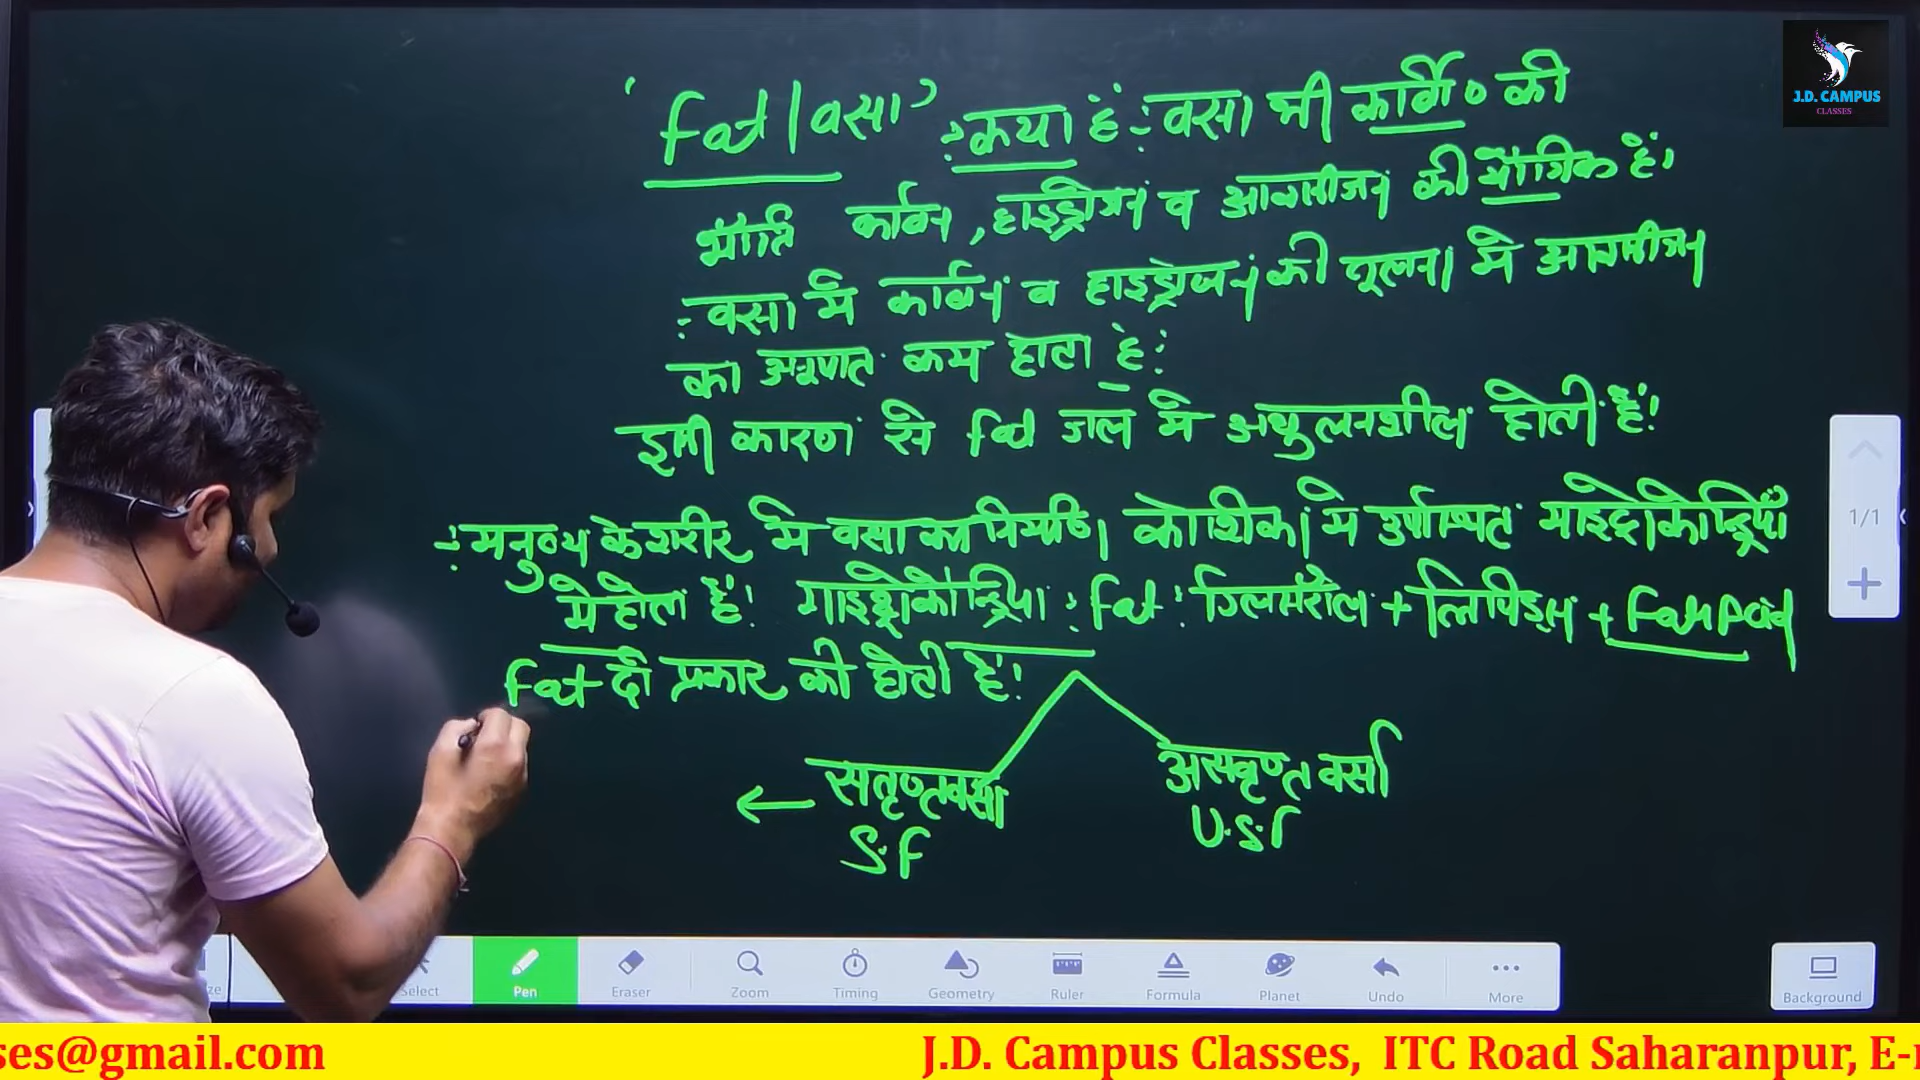 'Fat | वसा' :- क्या है :- वसा भी कार्बो० की
भांति कार्बन, हाइड्रोजन व आक्सीजन की यौगिक है।
:- वसा में कार्बन व हाइड्रोजन की तूलना मे आक्सीजन
का अनूपात कम होता है:
इसी कारण से fat जल मे अघुलनशील होती है!
:- मनुष्य के शरीर मे वसा का निर्माण कोशिका मे उपस्थित माइट्रोकोन्ड्रिया
मे होता है! माइट्रोकोन्ड्रिया : fat : ग्लिसरोल + लिपिड्स +
Fat दो प्रकार की होती है!
सतृप्त वसा
S.F
असतृप्त वसा
U.S.F
J.D. CAMPUS
CLASSES
1/1
Select
Pen
Eraser
Zoom
Timing
Geometry
Ruler
Formula
Planet
Undo
More
Background
ses@gmail.com J.D. Campus Classes, ITC Road Saharanpur, E-